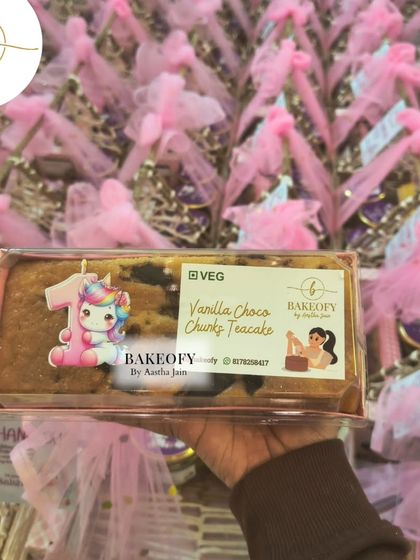 VEG
Vanilla Choco
Chunks Teacake
b
BAKEOFY
by Aastha Jain
BAKEOFY
By Aastha Jain
bakeofy 8178258417
1